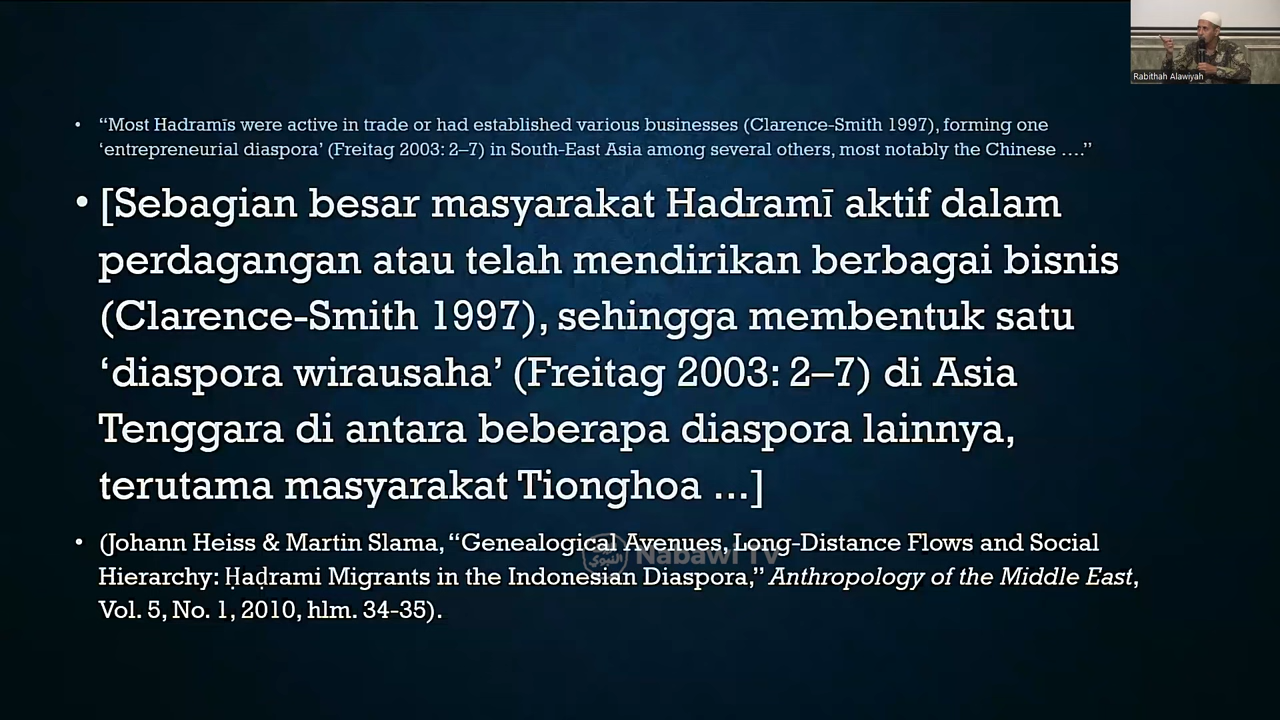 Rabithah Alawiyah
• “Most Hadramīs were active in trade or had established various businesses (Clarence-Smith 1997), forming one
‘entrepreneurial diaspora’ (Freitag 2003: 2–7) in South-East Asia among several others, most notably the Chinese ….”
• [Sebagian besar masyarakat Hadramī aktif dalam
perdagangan atau telah mendirikan berbagai bisnis
(Clarence-Smith 1997), sehingga membentuk satu
‘diaspora wirausaha’ (Freitag 2003: 2–7) di Asia
Tenggara di antara beberapa diaspora lainnya,
terutama masyarakat Tionghoa …]
• (Johann Heiss & Martin Slama, “Genealogical Avenues, Long-Distance Flows and Social
Hierarchy: Ḥaḍrami Migrants in the Indonesian Diaspora,” Anthropology of the Middle East,
Vol. 5, No. 1, 2010, hlm. 34-35).
النبوي Nabawi TV